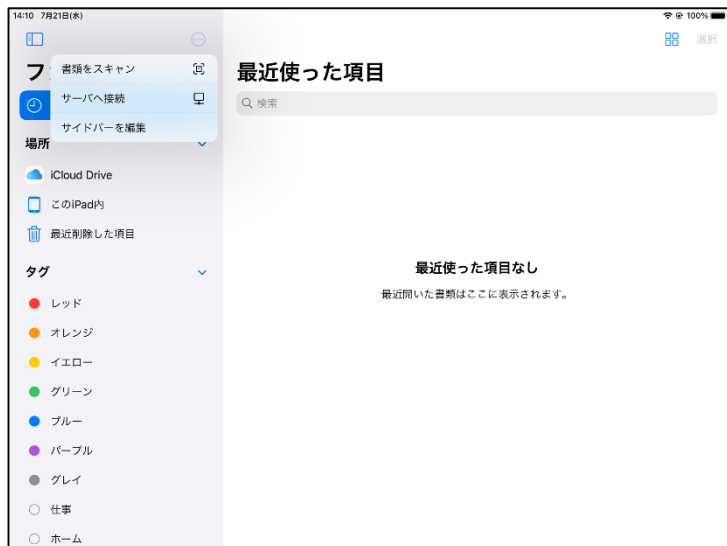 14:10 7月21日(水)
100%
選択
フ
書類をスキャン
サーバへ接続
サイドバーを編集
最近使った項目
検索
場所
iCloud Drive
このiPad内
最近削除した項目
タグ
レッド
オレンジ
イエロー
グリーン
ブルー
パープル
グレイ
仕事
ホーム
最近使った項目なし
最近開いた書類はここに表示されます。